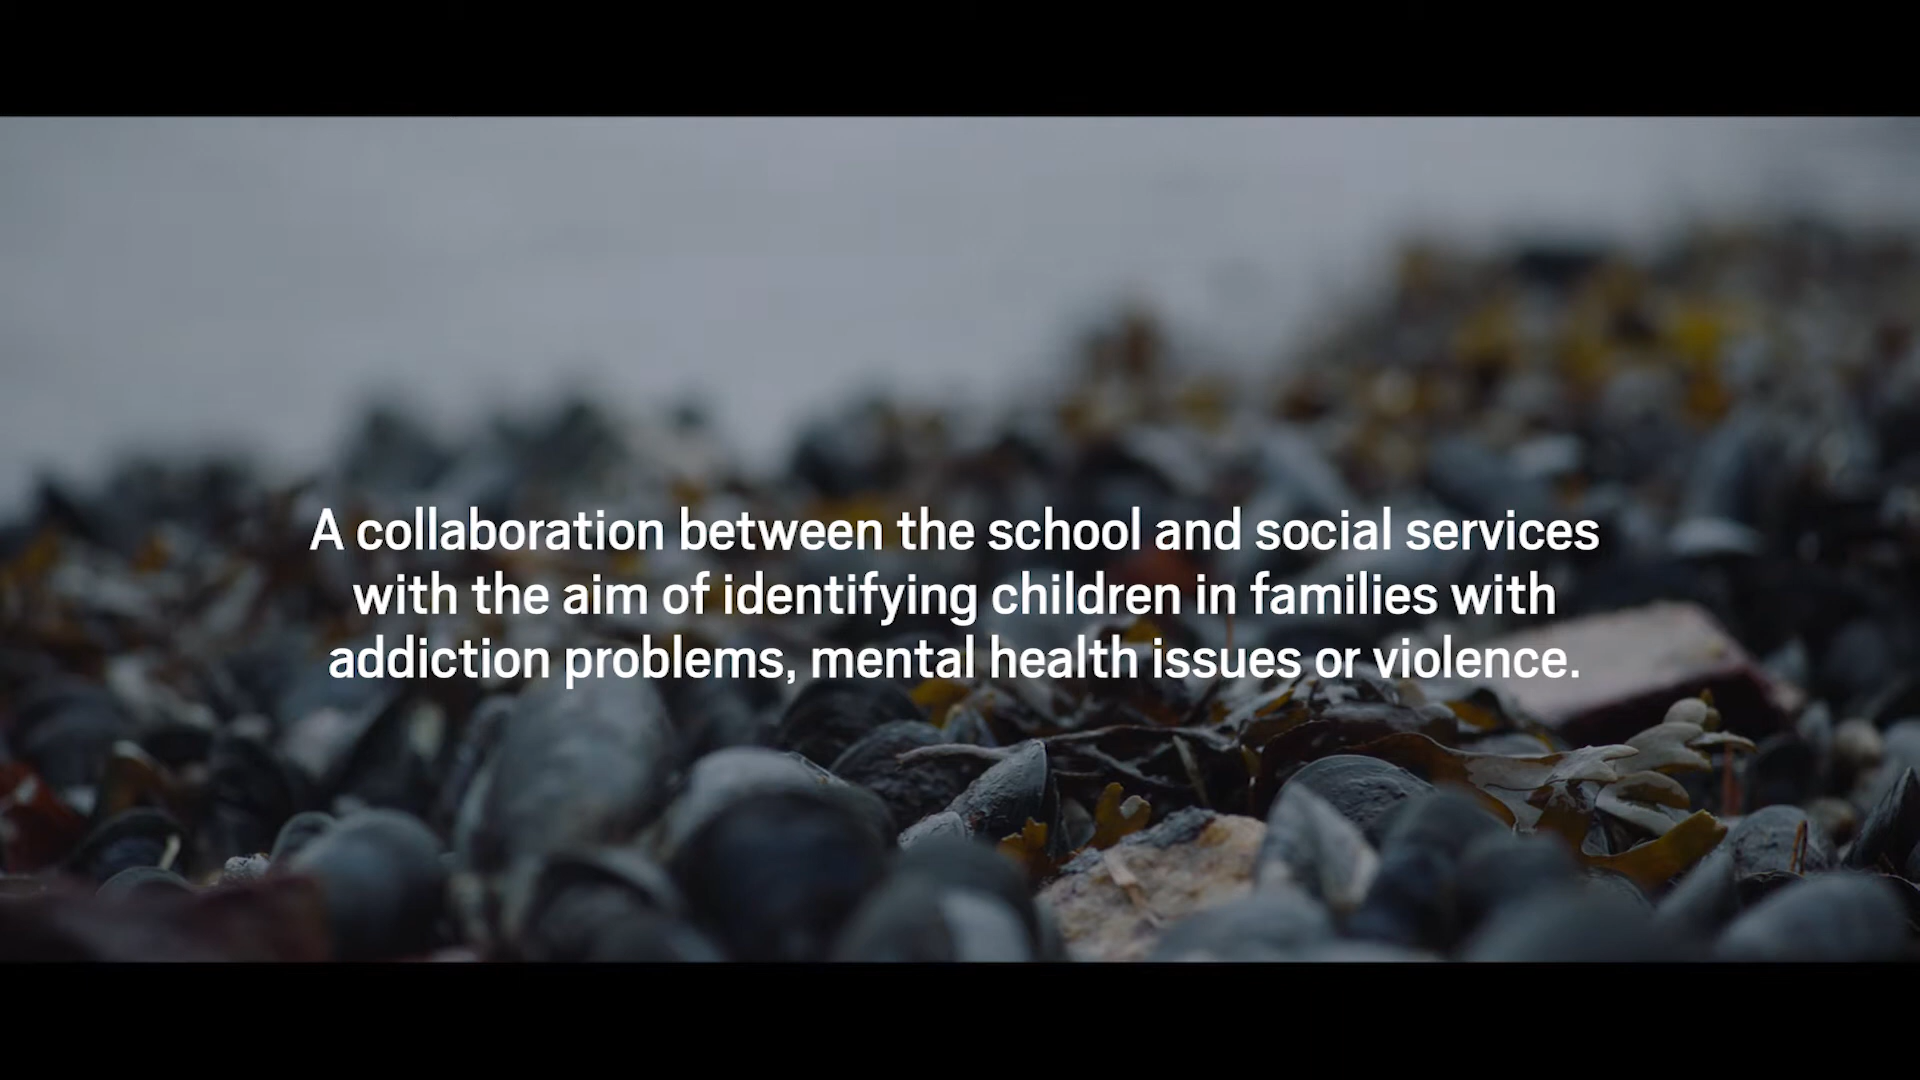 A collaboration between the school and social services
with the aim of identifying children in families with
addiction problems, mental health issues or violence.